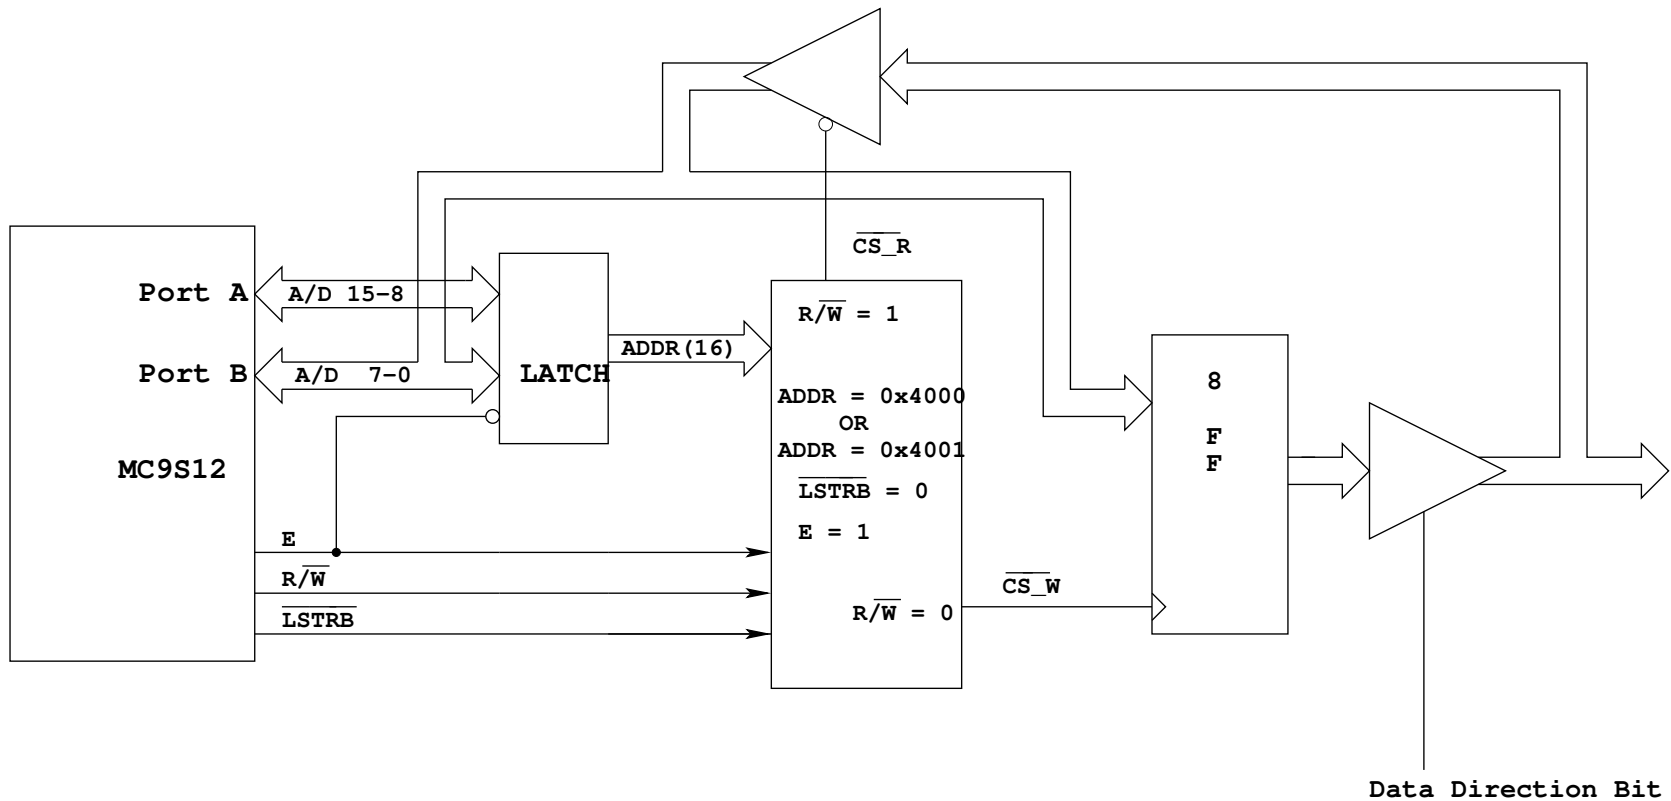 CS_R
Port A
A/D 15-8
R/W = 1
ADDR(16)
Port B
A/D 7-0
LATCH
8
F
F
ADDR = 0x4000
OR
ADDR = 0x4001
MC9S12
LSTRB = 0
E = 1
E
R/W
CS_W
LSTRB
R/W = 0
Data Direction Bit